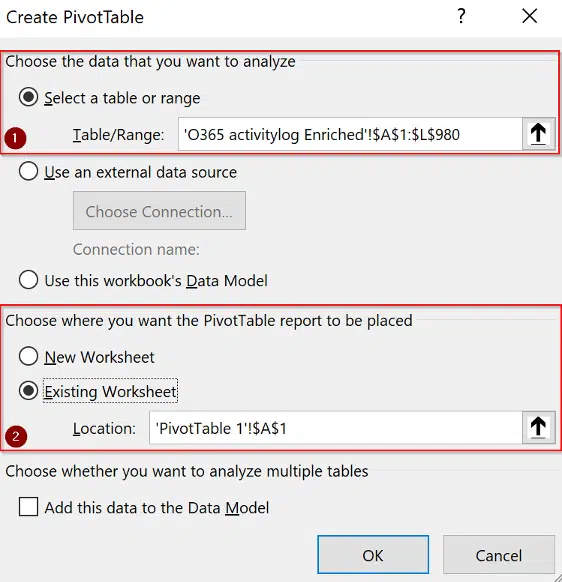 Create PivotTable ?
Choose the data that you want to analyze
Select a table or range
1 Table/Range: 'O365 activitylog Enriched'!$A$1:$L$980
Use an external data source
Choose Connection...
Connection name:
Use this workbook's Data Model
Choose where you want the PivotTable report to be placed
New Worksheet
Existing Worksheet
2 Location: 'PivotTable 1'!$A$1
Choose whether you want to analyze multiple tables
Add this data to the Data Model
OK Cancel